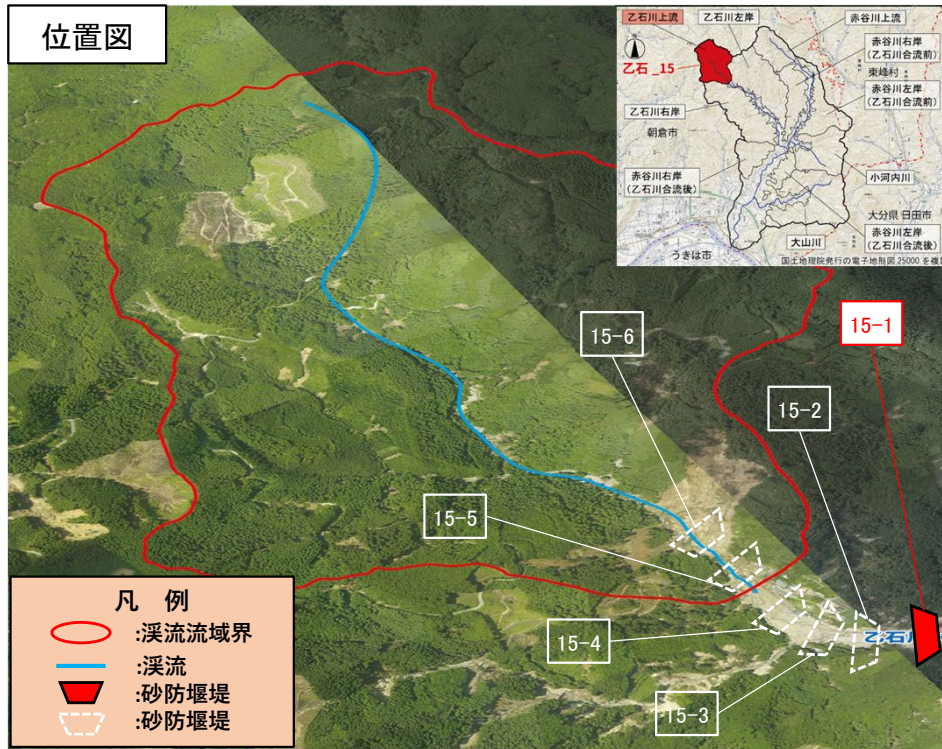 位置図
乙石川上流
乙石川左岸
赤谷川上流
赤谷川右岸
(乙石川合流前)
東峰村
乙石_15
赤谷川左岸
(乙石川合流前)
乙石川右岸
朝倉市
赤谷川右岸
(乙石川合流後)
小河内川
大分県 日田市
赤谷川左岸
(乙石川合流後)
大山川
うきは市
国土地理院発行の電子地形図25000を複
15-1
15-6
15-2
15-5
15-4
15-3
乙石川
凡 例
:渓流流域界
:渓流
:砂防堰堤
:砂防堰堤